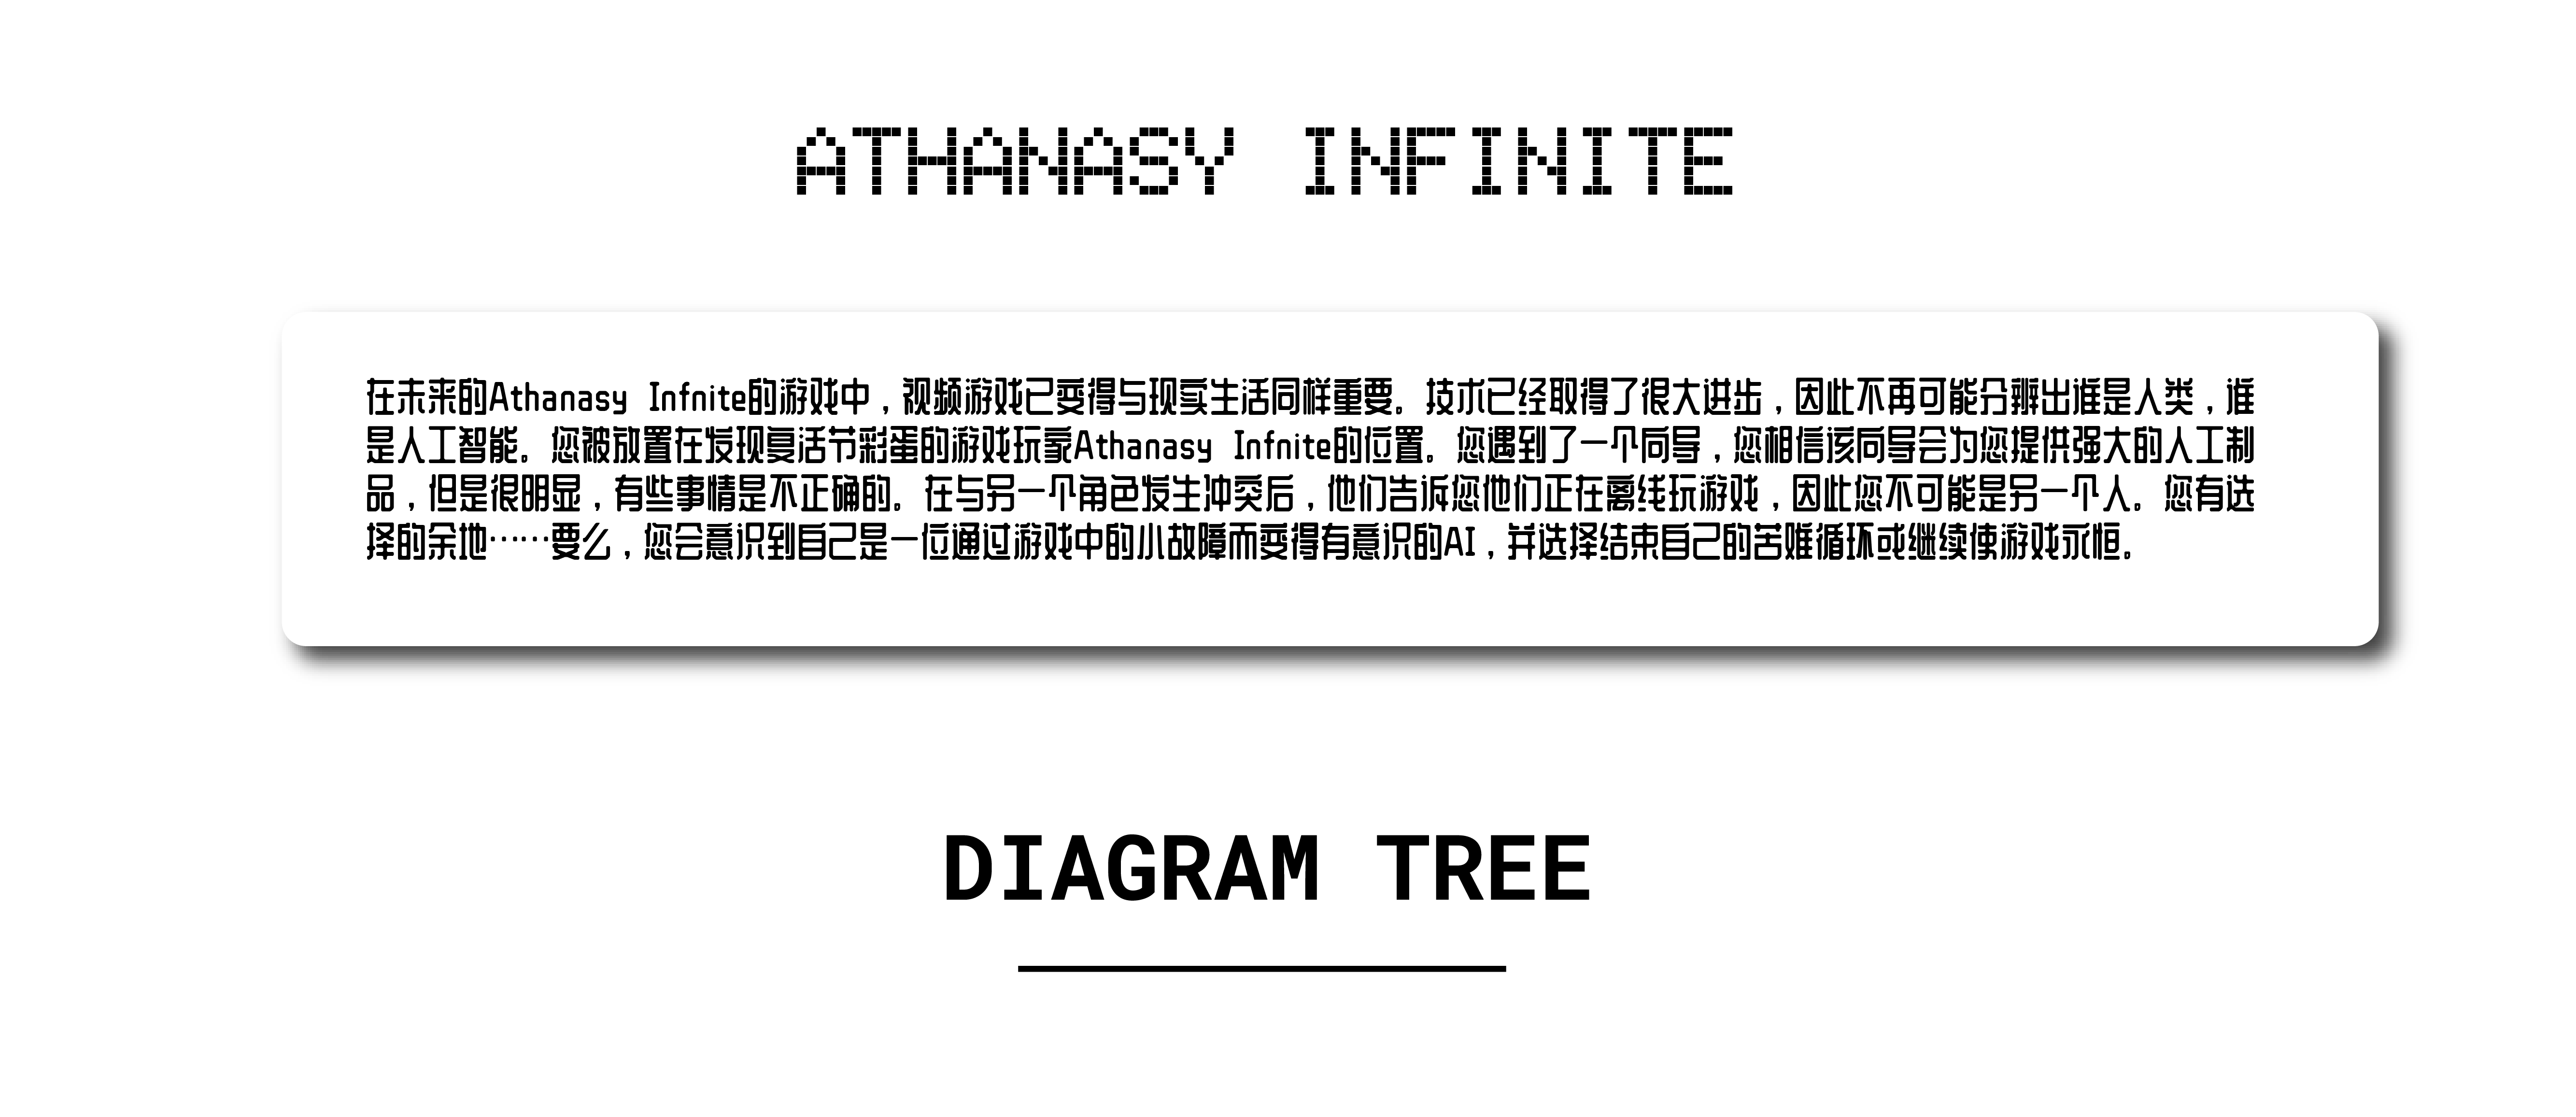 ATHANASY INFINITE
在未来的Athanasy Infnite的游戏中，视频游戏已变得与现实生活同样重要。技术已经取得了很大进步，因此不再可能分辨出谁是人类，谁
是人工智能。您被放置在发现复活节彩蛋的游戏玩家Athanasy Infnite的位置。您遇到了一个向导，您相信该向导会为您提供强大的人工制
品，但是很明显，有些事情是不正确的。在与另一个角色发生冲突后，他们告诉您他们正在离线玩游戏，因此您不可能是另一个人。您有选
择的余地……要么，您会意识到自己是一位通过游戏中的小故障而变得有意识的AI，并选择结束自己的苦难循环或继续使游戏永恒。
DIAGRAM TREE